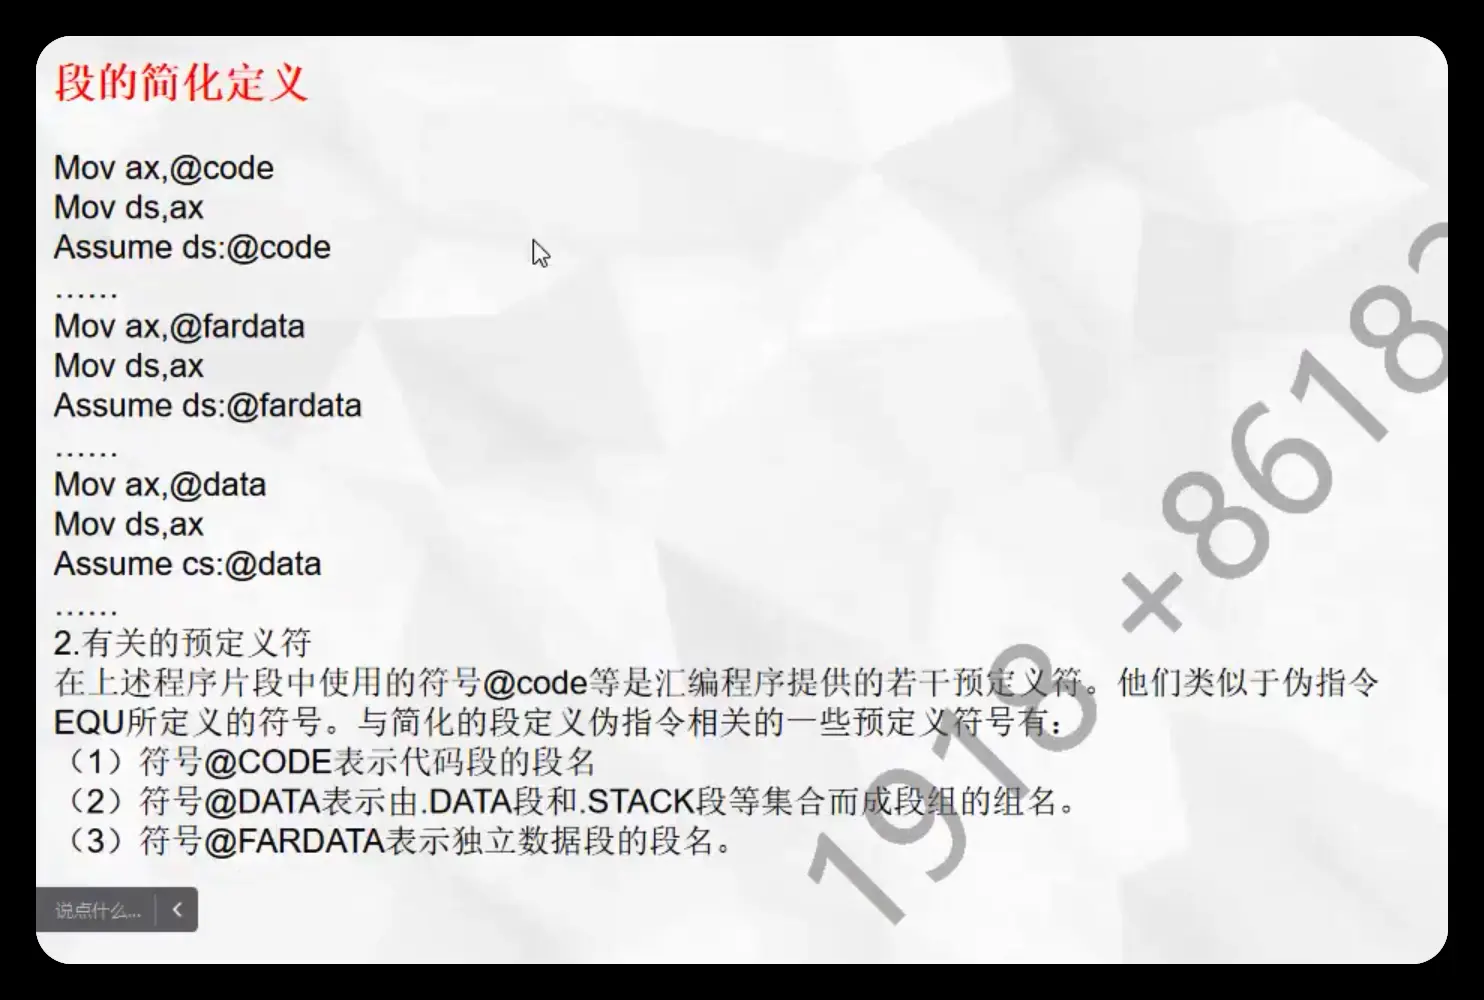 段的简化定义
Mov ax,@code
Mov ds,ax
Assume ds:@code
……
Mov ax,@fardata
Mov ds,ax
Assume ds:@fardata
……
Mov ax,@data
Mov ds,ax
Assume cs:@data
……
2.有关的预定义符
在上述程序片段中使用的符号@code等是汇编程序提供的若干预定义符。他们类似于伪指令
EQU所定义的符号。与简化的段定义伪指令相关的一些预定义符号有：
（1）符号@CODE表示代码段的段名
（2）符号@DATA表示由.DATA段和.STACK段等集合而成段组的组名。
（3）符号@FARDATA表示独立数据段的段名。
说点什么...
1918 +86182